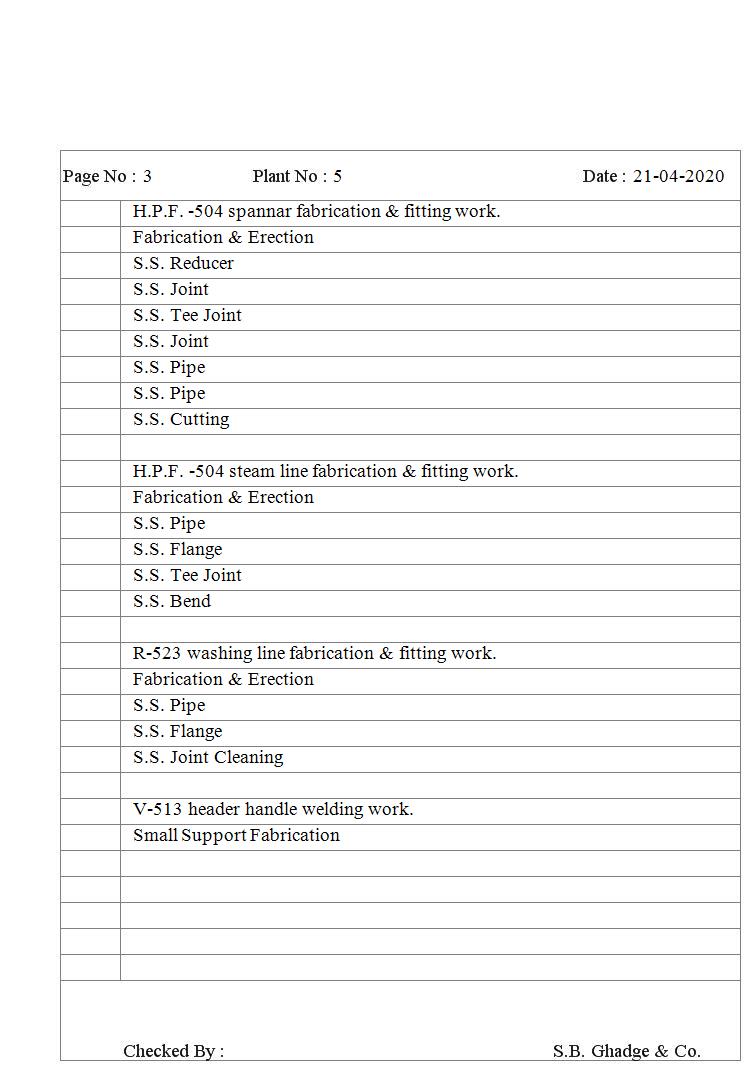 Page No : 3 Plant No : 5 Date : 21-04-2020
H.P.F. -504 spannar fabrication & fitting work.
Fabrication & Erection
S.S. Reducer
S.S. Joint
S.S. Tee Joint
S.S. Joint
S.S. Pipe
S.S. Pipe
S.S. Cutting
H.P.F. -504 steam line fabrication & fitting work.
Fabrication & Erection
S.S. Pipe
S.S. Flange
S.S. Tee Joint
S.S. Bend
R-523 washing line fabrication & fitting work.
Fabrication & Erection
S.S. Pipe
S.S. Flange
S.S. Joint Cleaning
V-513 header handle welding work.
Small Support Fabrication
Checked By : S.B. Ghadge & Co.